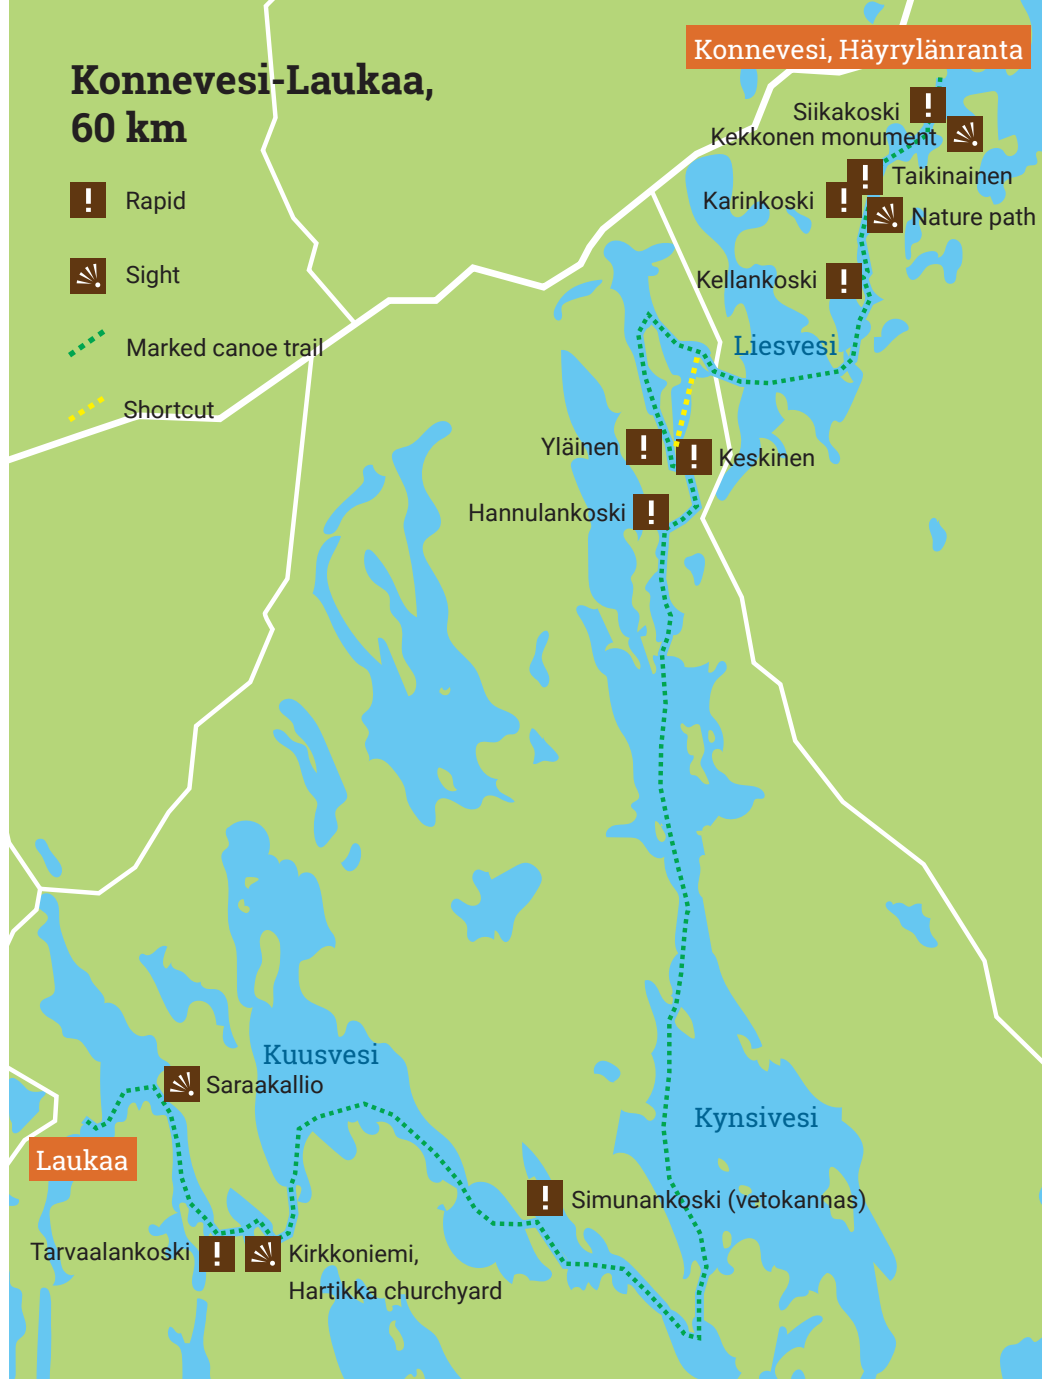 Konnevesi-Laukaa,
60 km
Rapid
Sight
Marked canoe trail
Shortcut
Konnevesi, Häyrylänranta
Siikakoski
Kekkonen monument
Taikinainen
Karinkoski
Nature path
Kellankoski
Liesvesi
Yläinen
Keskinen
Hannulankoski
Kuusvesi
Saraakallio
Kynsivesi
Laukaa
Simunankoski (vetokannas)
Tarvaalankoski
Kirkkoniemi,
Hartikka churchyard